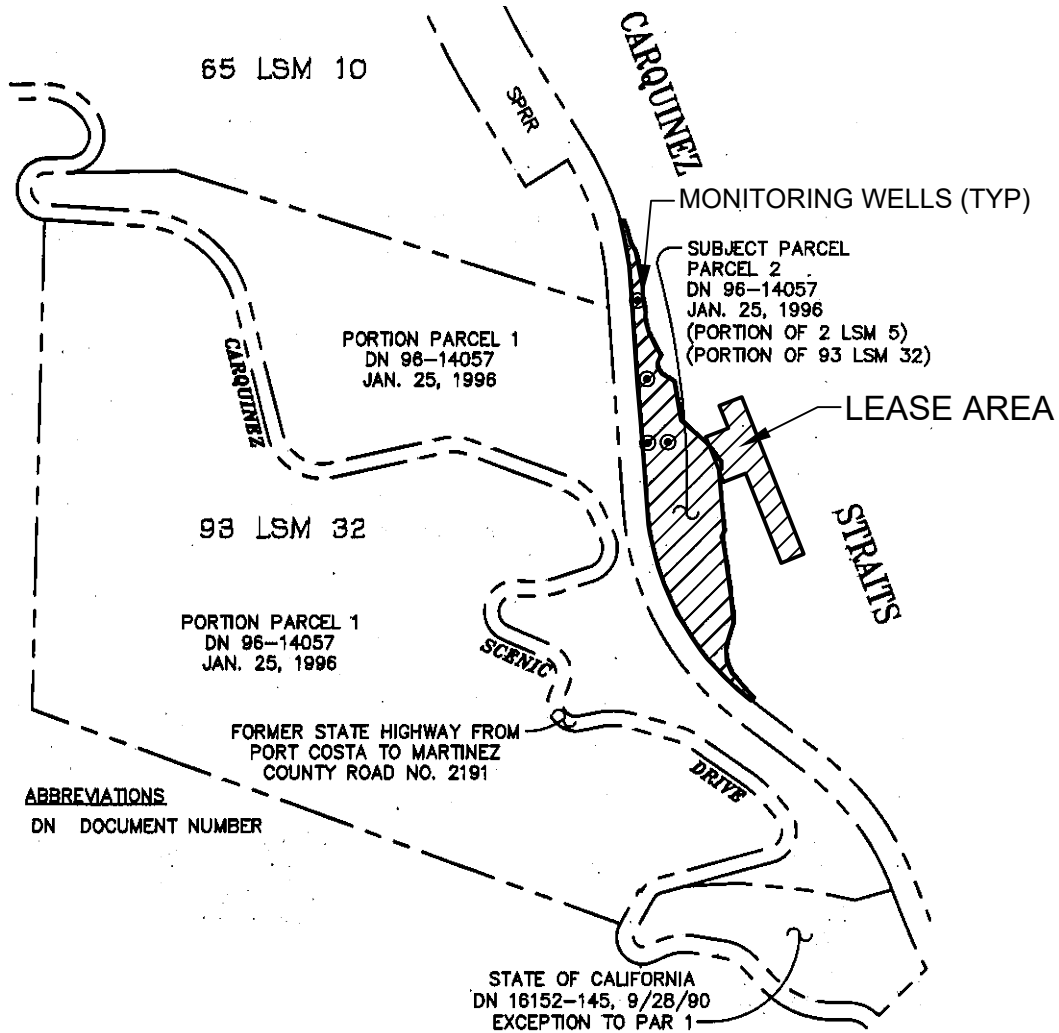 65 LSM 10
SPRR
CARQUINEZ
MONITORING WELLS (TYP)
SUBJECT PARCEL
PARCEL 2
DN 96-14057
JAN. 25, 1996
(PORTION OF 2 LSM 5)
(PORTION OF 93 LSM 32)
PORTION PARCEL 1
DN 96-14057
JAN. 25, 1996
CARQUINEZ
LEASE AREA
93 LSM 32
STRAITS
PORTION PARCEL 1
DN 96-14057
JAN. 25, 1996
SCENIC
FORMER STATE HIGHWAY FROM
PORT COSTA TO MARTINEZ
COUNTY ROAD NO. 2191
DRIVE
ABBREVIATIONS
DN DOCUMENT NUMBER
STATE OF CALIFORNIA
DN 16152-145, 9/28/90
EXCEPTION TO PAR 1